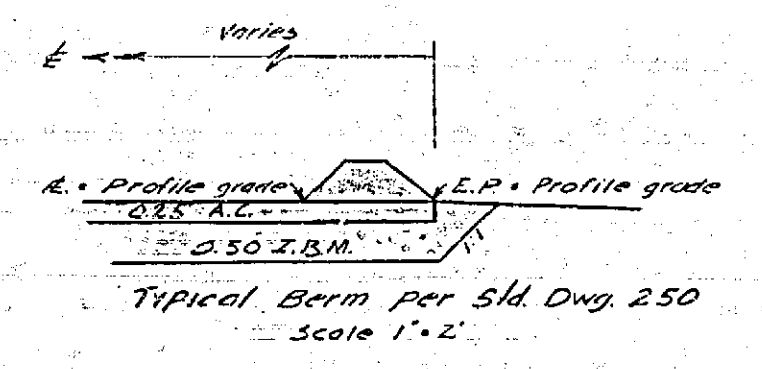 Varies
℄
℄ • Profile grade
E.P. • Profile grade
0.25 A.C.
0.50 I.B.M.
1:1
Typical Berm per Std. Dwg. 250
Scale 1" = 2'